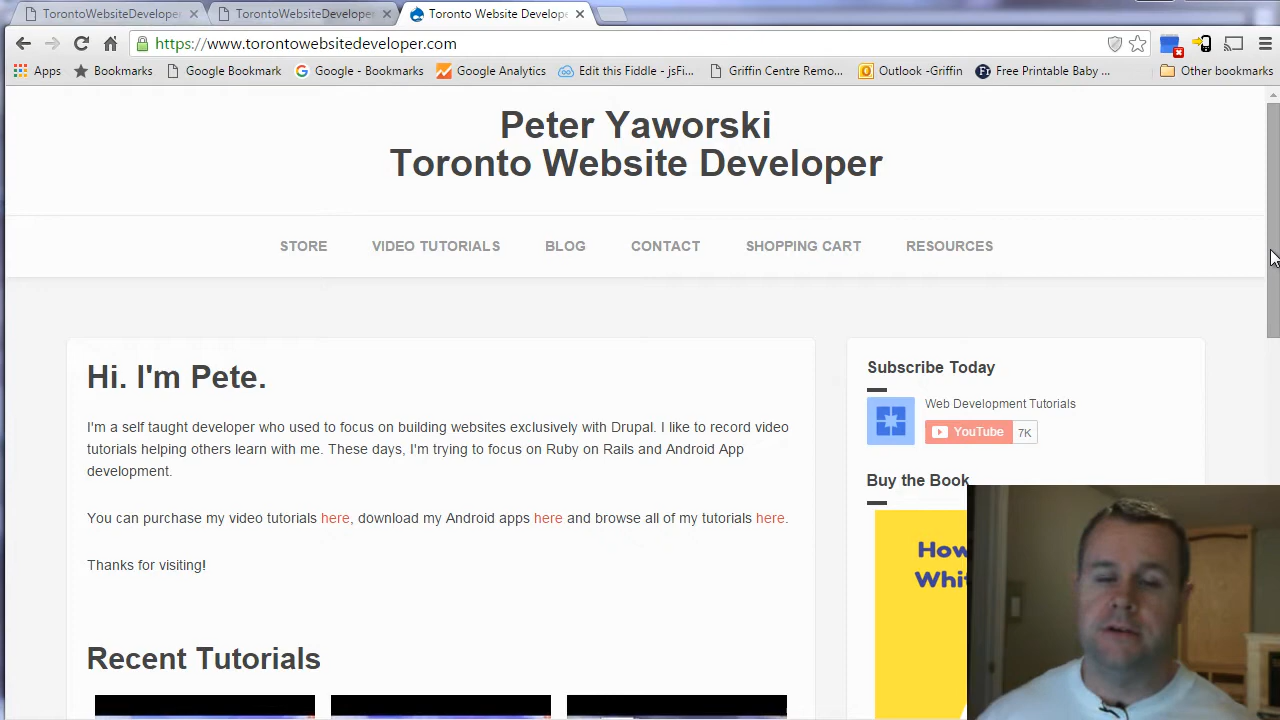 TorontoWebsiteDeveloper
TorontoWebsiteDeveloper
Toronto Website Develope
https://www.torontowebsitedeveloper.com
Apps
Bookmarks
Google Bookmark
Google - Bookmarks
Google Analytics
Edit this Fiddle - jsFi...
Griffin Centre Remo...
Outlook -Griffin
Free Printable Baby ...
Other bookmarks
Peter Yaworski
Toronto Website Developer
STORE VIDEO TUTORIALS BLOG CONTACT SHOPPING CART RESOURCES
Hi. I'm Pete.
I'm a self taught developer who used to focus on building websites exclusively with Drupal. I like to record video
tutorials helping others learn with me. These days, I'm trying to focus on Ruby on Rails and Android App
development.
You can purchase my video tutorials here, download my Android apps here and browse all of my tutorials here.
Thanks for visiting!
Recent Tutorials
Subscribe Today
Web Development Tutorials
YouTube 7K
Buy the Book
How
Whi